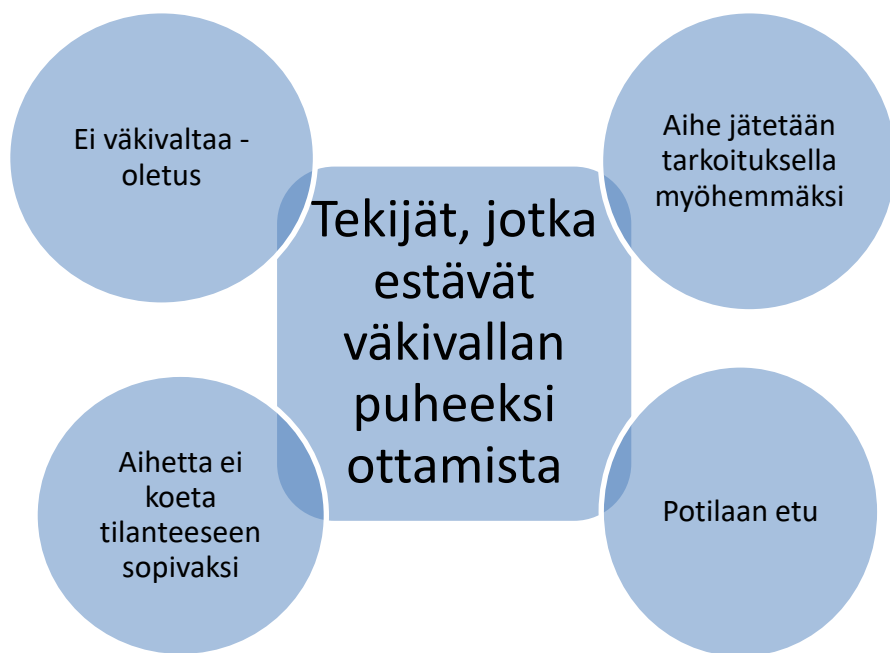 Ei väkivaltaa -
oletus
Aihe jätetään
tarkoituksella
myöhemmäksi
Tekijät, jotka
estävät
väkivallan
puheeksi
ottamista
Aihetta ei
koeta
tilanteeseen
sopivaksi
Potilaan etu